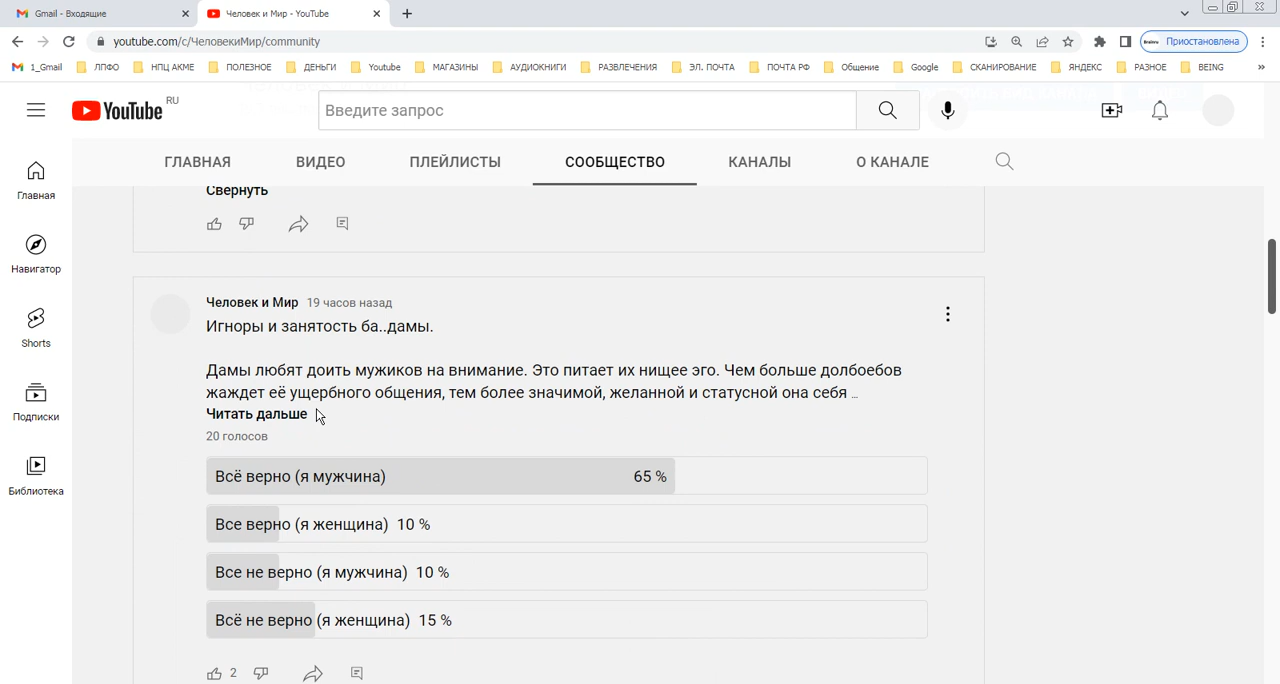 Gmail - Входящие
Человек и Мир - YouTube
youtube.com/c/ЧеловекиМир/community
Приостановлена
1_Gmail ЛПФО НПЦ АКМЕ ПОЛЕЗНОЕ ДЕНЬГИ Youtube МАГАЗИНЫ АУДИОКНИГИ РАЗВЛЕЧЕНИЯ ЭЛ. ПОЧТА ПОЧТА РФ Общение Google СКАНИРОВАНИЕ ЯНДЕКС РАЗНОЕ BEING »
YouTube RU
Введите запрос
ГЛАВНАЯ ВИДЕО ПЛЕЙЛИСТЫ СООБЩЕСТВО КАНАЛЫ О КАНАЛЕ
Главная
Навигатор
Shorts
Подписки
Библиотека
Свернуть
Человек и Мир 19 часов назад
Игноры и занятость ба..дамы.
Дамы любят доить мужиков на внимание. Это питает их нищее эго. Чем больше долбоебов
жаждет её ущербного общения, тем более значимой, желанной и статусной она себя ...
Читать дальше
20 голосов
Всё верно (я мужчина) 65 %
Все верно (я женщина) 10 %
Все не верно (я мужчина) 10 %
Всё не верно (я женщина) 15 %
2